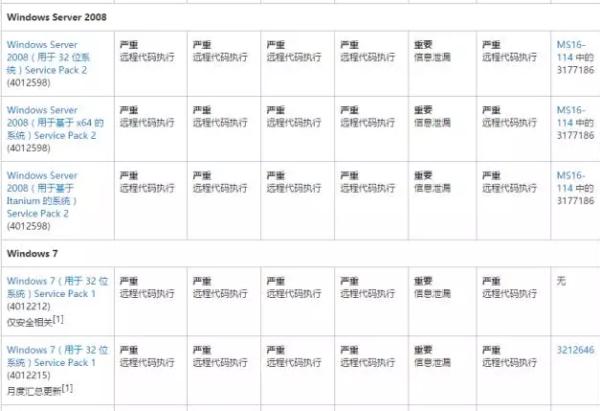 Windows Server 2008
Windows Server
2008（用于 32 位系
统）Service Pack 2
(4012598)
严重
远程代码执行
严重
远程代码执行
严重
远程代码执行
严重
远程代码执行
重要
信息泄漏
严重
远程代码执行
MS16-
114 中的
3177186
Windows Server
2008（用于基于 x64 的
系统）Service Pack 2
(4012598)
严重
远程代码执行
严重
远程代码执行
严重
远程代码执行
严重
远程代码执行
重要
信息泄漏
严重
远程代码执行
MS16-
114 中的
3177186
Windows Server
2008（用于基于
Itanium 的系统）
Service Pack 2
(4012598)
严重
远程代码执行
严重
远程代码执行
严重
远程代码执行
严重
远程代码执行
重要
信息泄漏
严重
远程代码执行
MS16-
114 中的
3177186
Windows 7
Windows 7（用于 32 位
系统）Service Pack 1
(4012212)
仅安全相关[1]
严重
远程代码执行
严重
远程代码执行
严重
远程代码执行
严重
远程代码执行
重要
信息泄漏
严重
远程代码执行
无
Windows 7（用于 32 位
系统）Service Pack 1
(4012215)
月度汇总更新[1]
严重
远程代码执行
严重
远程代码执行
严重
远程代码执行
严重
远程代码执行
重要
信息泄漏
严重
远程代码执行
3212646